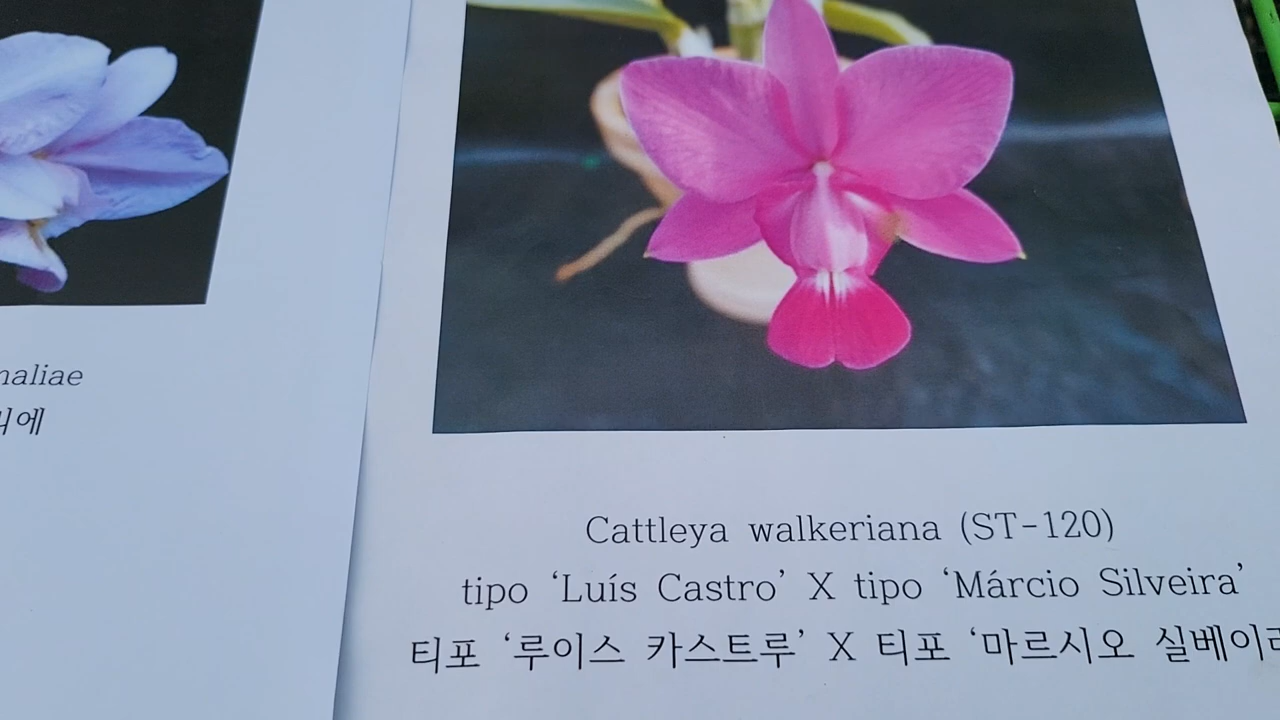 Cattleya walkeriana (ST-120)
tipo ‘Luís Castro’ X tipo ‘Márcio Silveira’
티포 ‘루이스 카스트루’ X 티포 ‘마르시오 실베이라